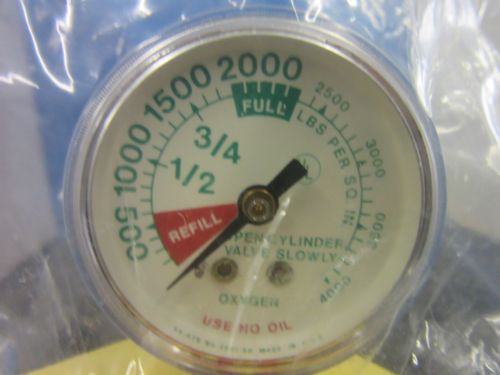 500 1000 1500 2000 2500 3000 3500 4000
FULL
LBS PER SQ. IN.
3/4
1/2
REFILL
OPEN CYLINDER
VALVE SLOWLY
OXYGEN
USE NO OIL